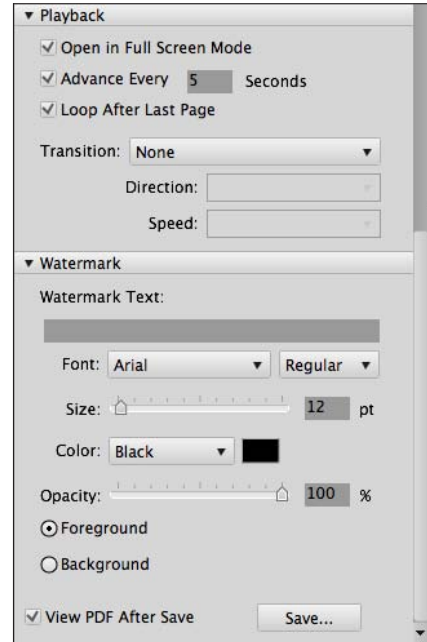 Playback
Open in Full Screen Mode
Advance Every 5 Seconds
Loop After Last Page
Transition: None
Direction:
Speed:
Watermark
Watermark Text:
Font: Arial Regular
Size: 12 pt
Color: Black
Opacity: 100 %
Foreground
Background
View PDF After Save Save...